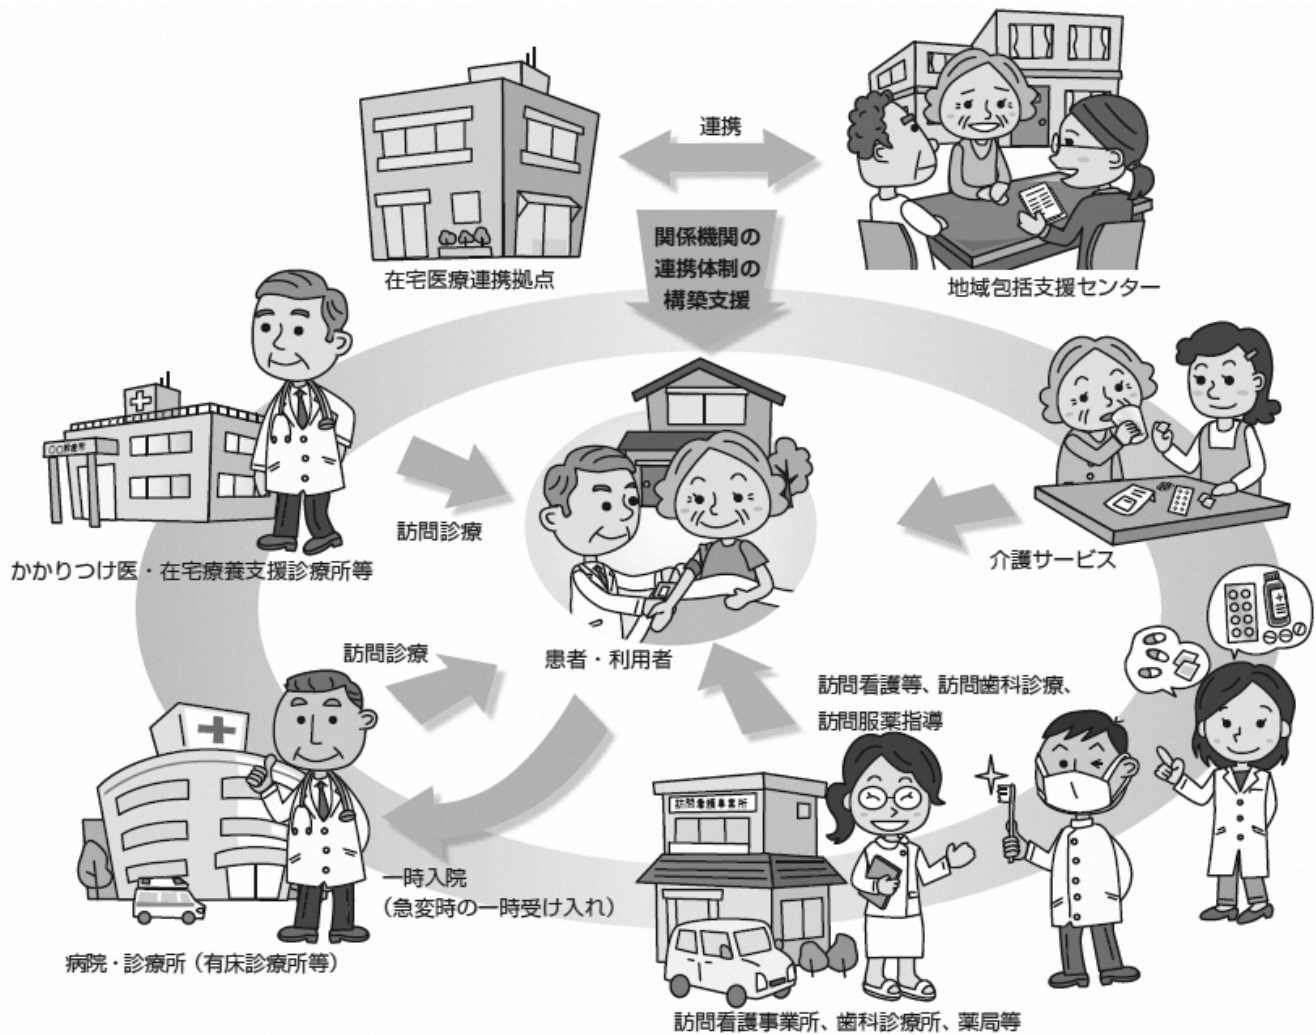 連携
関係機関の
連携体制の
構築支援
在宅医療連携拠点
地域包括支援センター
〇〇診療所
訪問診療
かかりつけ医・在宅療養支援診療所等
介護サービス
訪問診療
患者・利用者
訪問看護等、訪問歯科診療、
訪問服薬指導
訪問看護事業所
一時入院
(急変時の一時受け入れ)
病院・診療所(有床診療所等)
訪問看護事業所、歯科診療所、薬局等